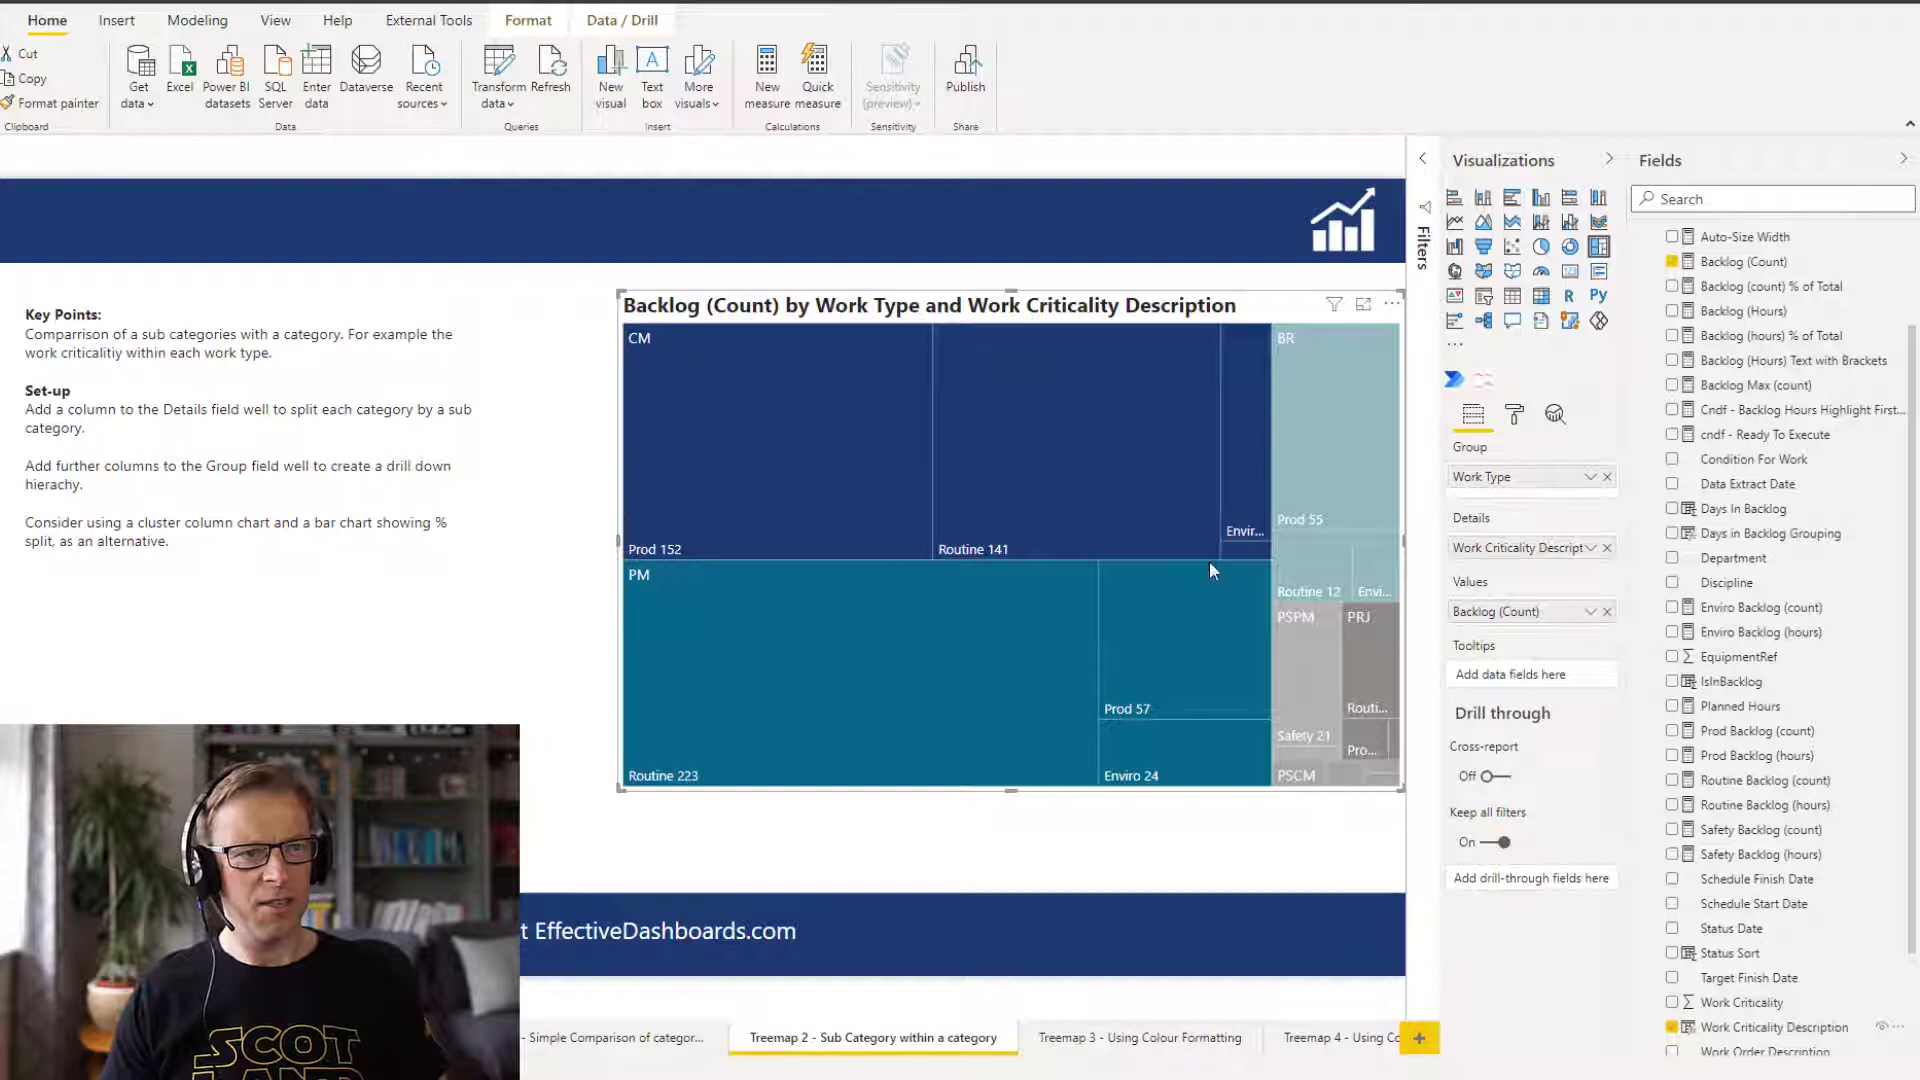 Home Insert Modeling View Help External Tools Format Data / Drill
Cut
Copy
Format painter
Clipboard
Get data
Excel
Power BI datasets
SQL Server
Enter data
Dataverse
Recent sources
Data
Transform data
Refresh
Queries
New visual
Text box
More visuals
Insert
New measure
Quick measure
Calculations
Sensitivity (preview)
Sensitivity
Publish
Share
Key Points:
Comparrison of a sub categories with a category. For example the
work criticalitiy within each work type.
Set-up
Add a column to the Details field well to split each category by a sub
category.
Add further columns to the Group field well to create a drill down
hierachy.
Consider using a cluster column chart and a bar chart showing %
split, as an alternative.
Backlog (Count) by Work Type and Work Criticality Description
CM
Prod 152
Routine 141
Envir...
BR
Prod 55
Routine 12
Envi...
PM
Routine 223
Prod 57
Enviro 24
PSPM
Safety 21
PRJ
Routi...
Pro...
PSCM
t EffectiveDashboards.com
SCOT
LAND
- Simple Comparison of categor...
Treemap 2 - Sub Category within a category
Treemap 3 - Using Colour Formatting
Treemap 4 - Using Co
+
Filters
Visualizations
R
Py
Group
Work Type
Details
Work Criticality Descript
Values
Backlog (Count)
Tooltips
Add data fields here
Drill through
Cross-report
Off
Keep all filters
On
Add drill-through fields here
Fields
Search
Auto-Size Width
Backlog (Count)
Backlog (count) % of Total
Backlog (Hours)
Backlog (hours) % of Total
Backlog (Hours) Text with Brackets
Backlog Max (count)
Cndf - Backlog Hours Highlight First...
cndf - Ready To Execute
Condition For Work
Data Extract Date
Days In Backlog
Days in Backlog Grouping
Department
Discipline
Enviro Backlog (count)
Enviro Backlog (hours)
EquipmentRef
IsInBacklog
Planned Hours
Prod Backlog (count)
Prod Backlog (hours)
Routine Backlog (count)
Routine Backlog (hours)
Safety Backlog (count)
Safety Backlog (hours)
Schedule Finish Date
Schedule Start Date
Status Date
Status Sort
Target Finish Date
Work Criticality
Work Criticality Description
Work Order Description